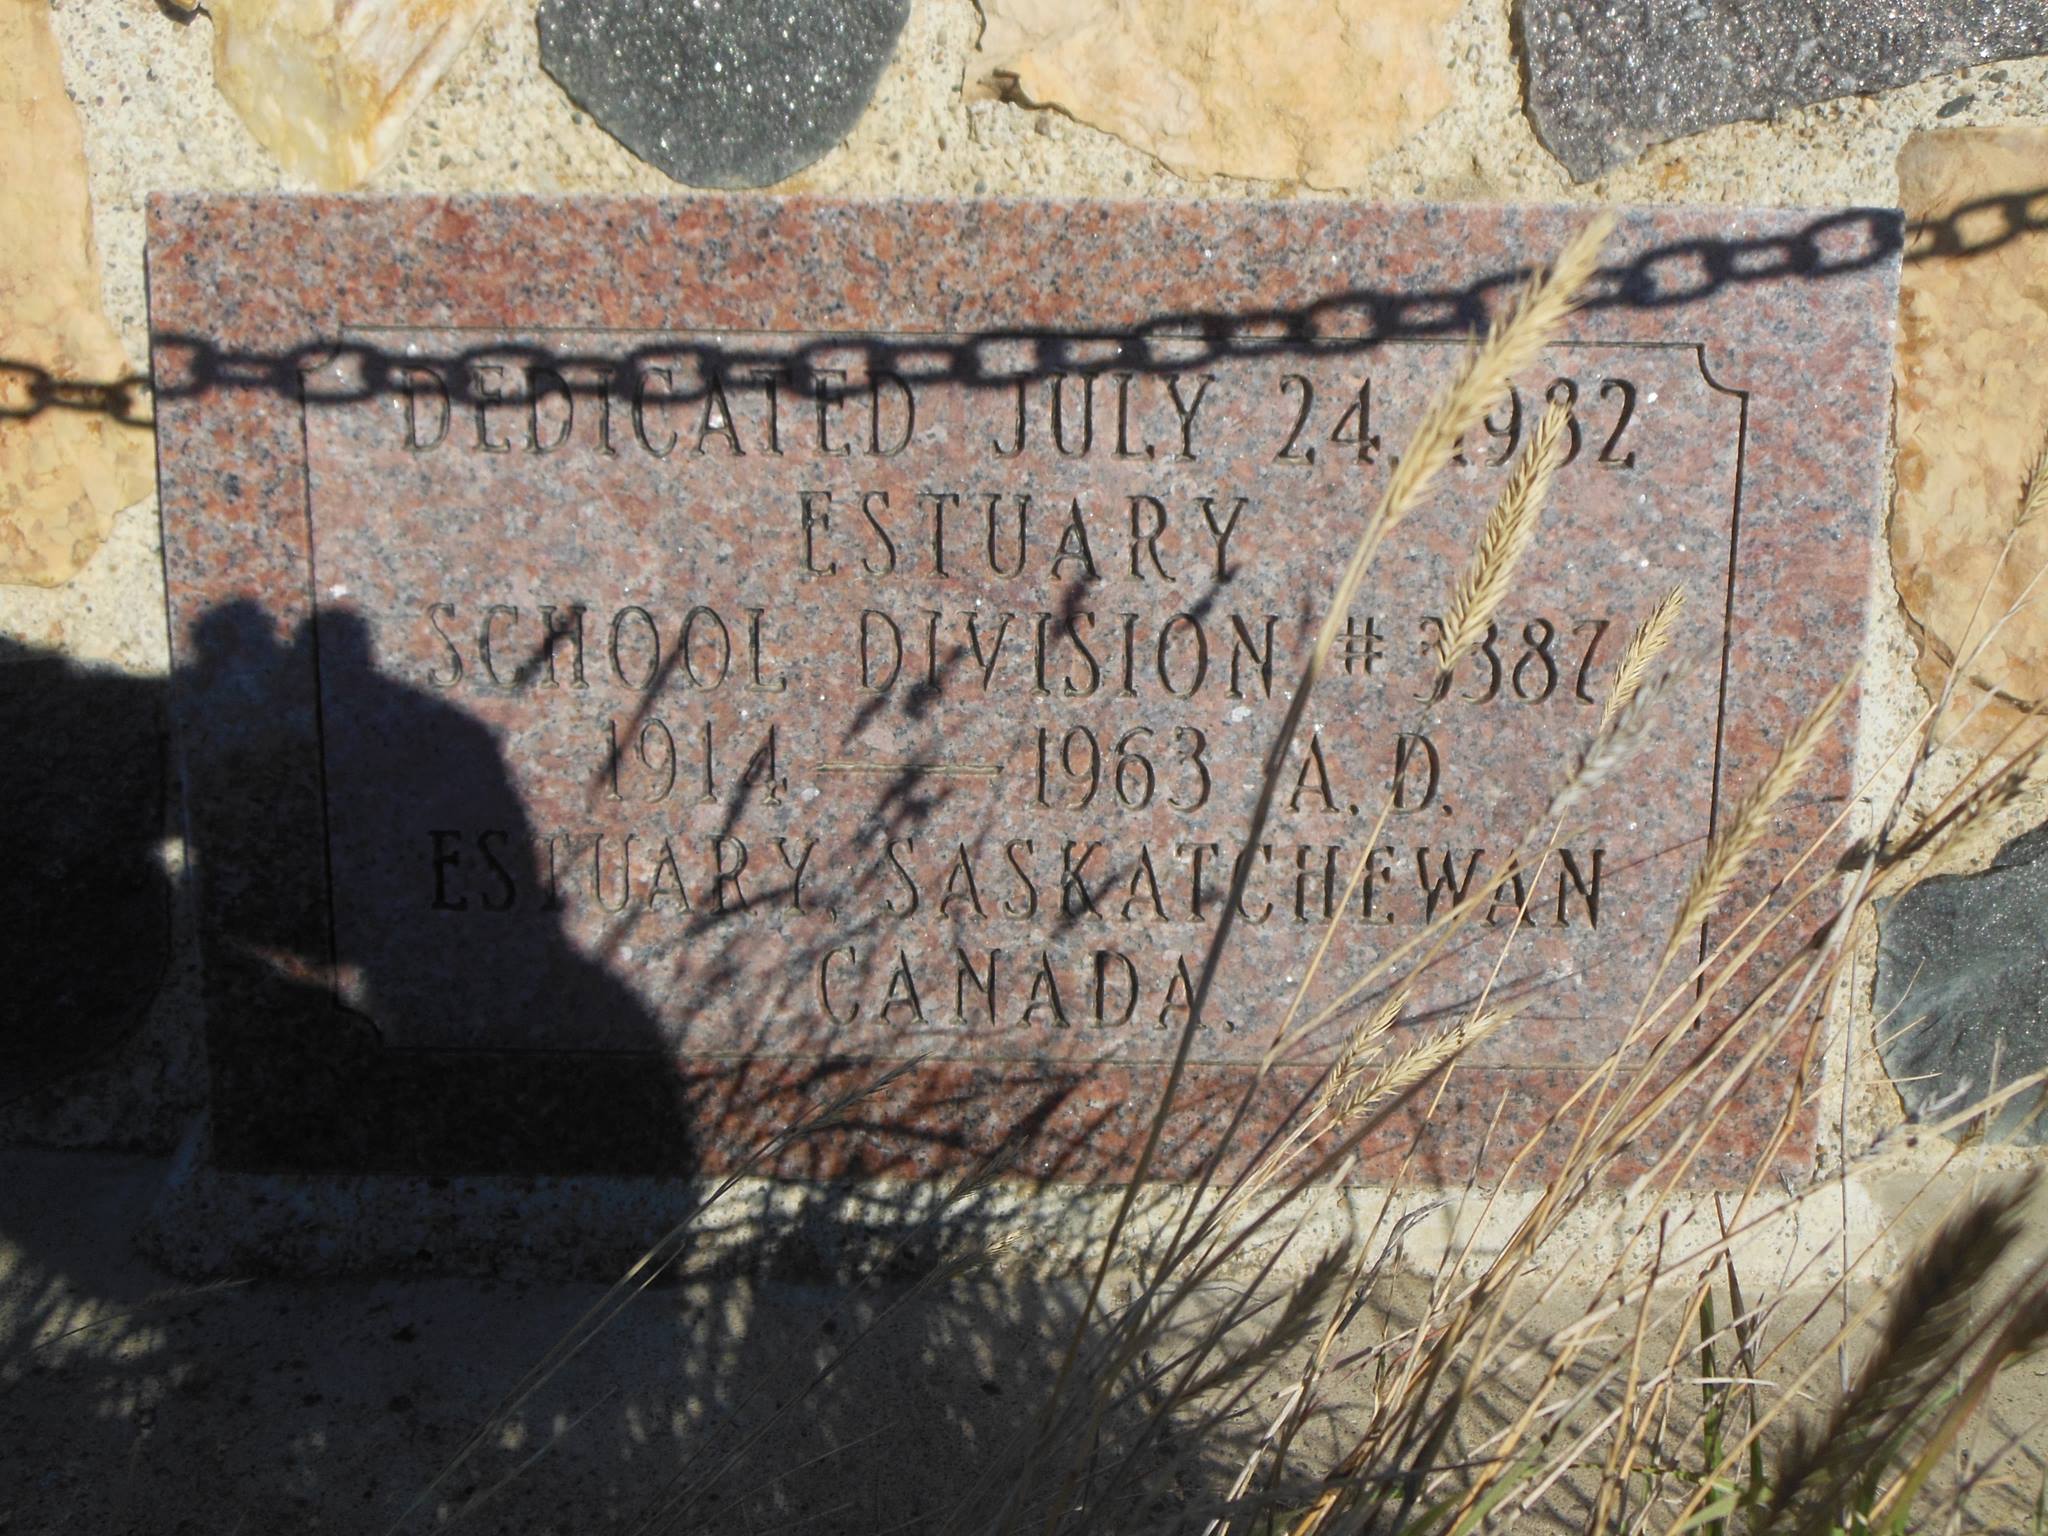 DEDICATED JULY 24, 1982
ESTUARY
SCHOOL DIVISION # 3387
1914 — 1963 A.D.
ESTUARY, SASKATCHEWAN
CANADA.